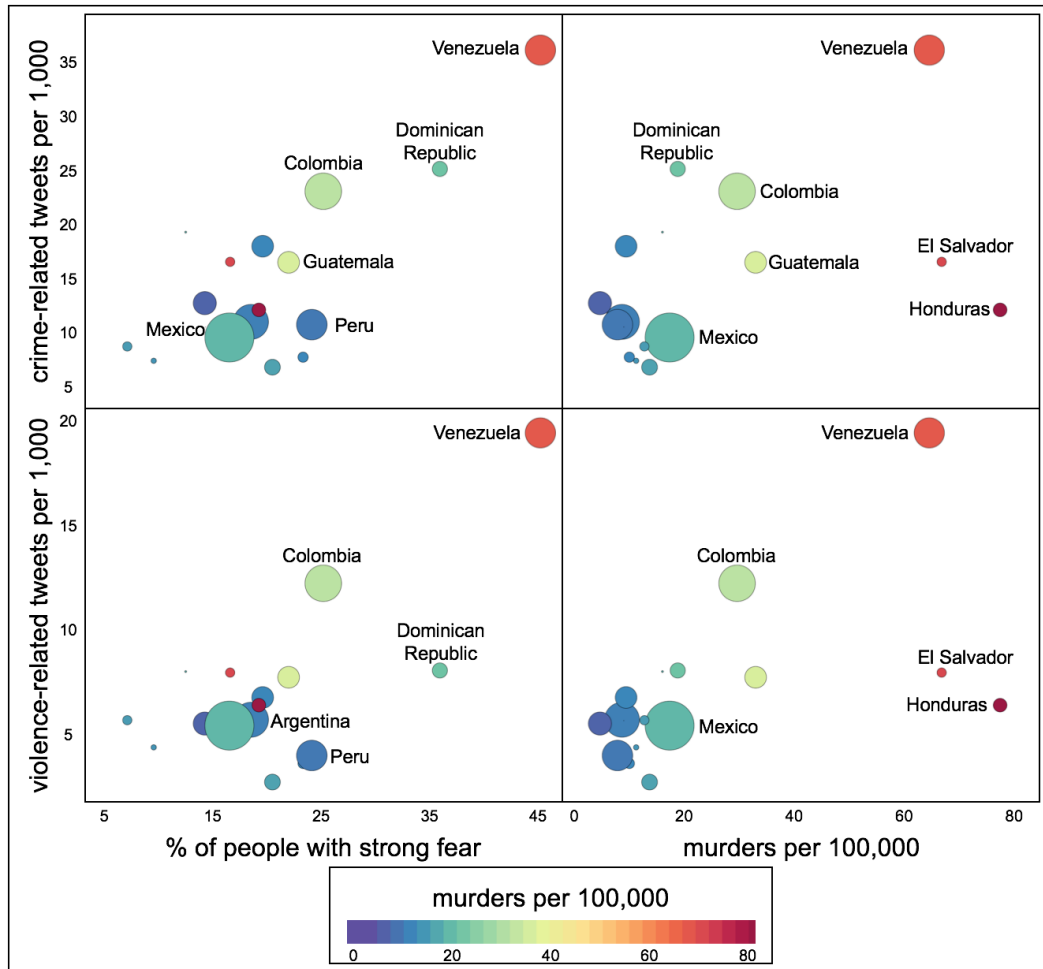 crime-related tweets per 1,000
35
30
25
20
15
10
5
Venezuela
Dominican
Republic
Colombia
Guatemala
Mexico
Peru
Venezuela
Dominican
Republic
Colombia
El Salvador
Guatemala
Honduras
Mexico
violence-related tweets per 1,000
20
15
10
5
Venezuela
Colombia
Dominican
Republic
Argentina
Peru
Venezuela
Colombia
El Salvador
Honduras
Mexico
5 15 25 35 45
0 20 40 60 80
% of people with strong fear
murders per 100,000
murders per 100,000
0 20 40 60 80